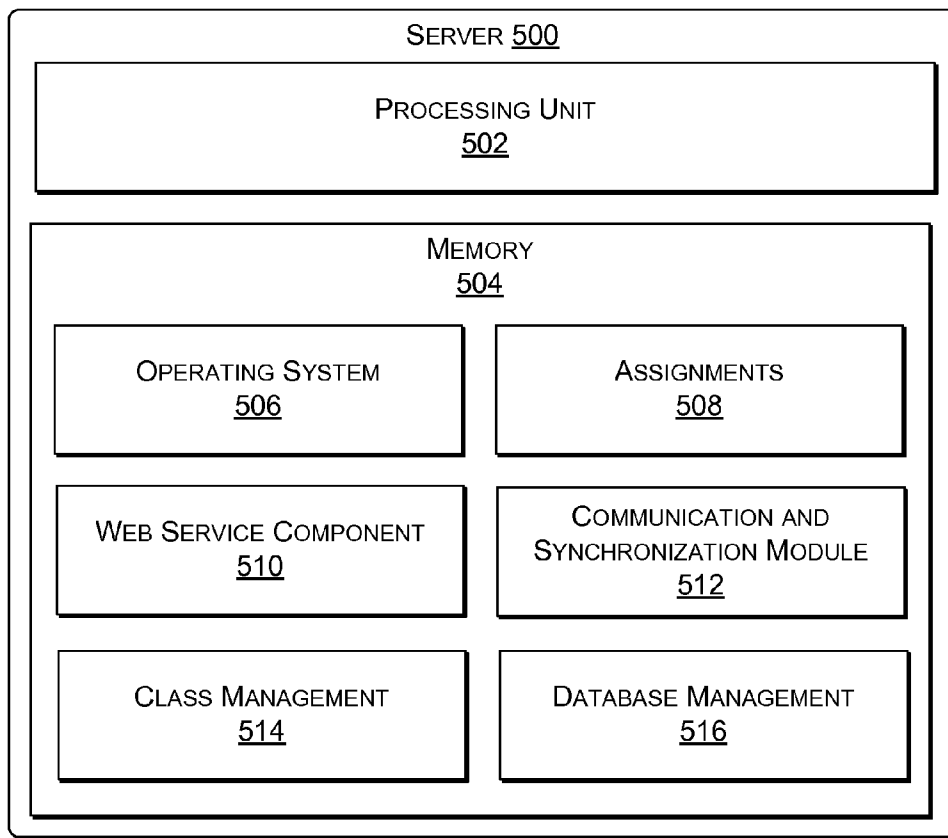 SERVER 500
PROCESSING UNIT
502
MEMORY
504
OPERATING SYSTEM
506
ASSIGNMENTS
508
WEB SERVICE COMPONENT
510
COMMUNICATION AND
SYNCHRONIZATION MODULE
512
CLASS MANAGEMENT
514
DATABASE MANAGEMENT
516